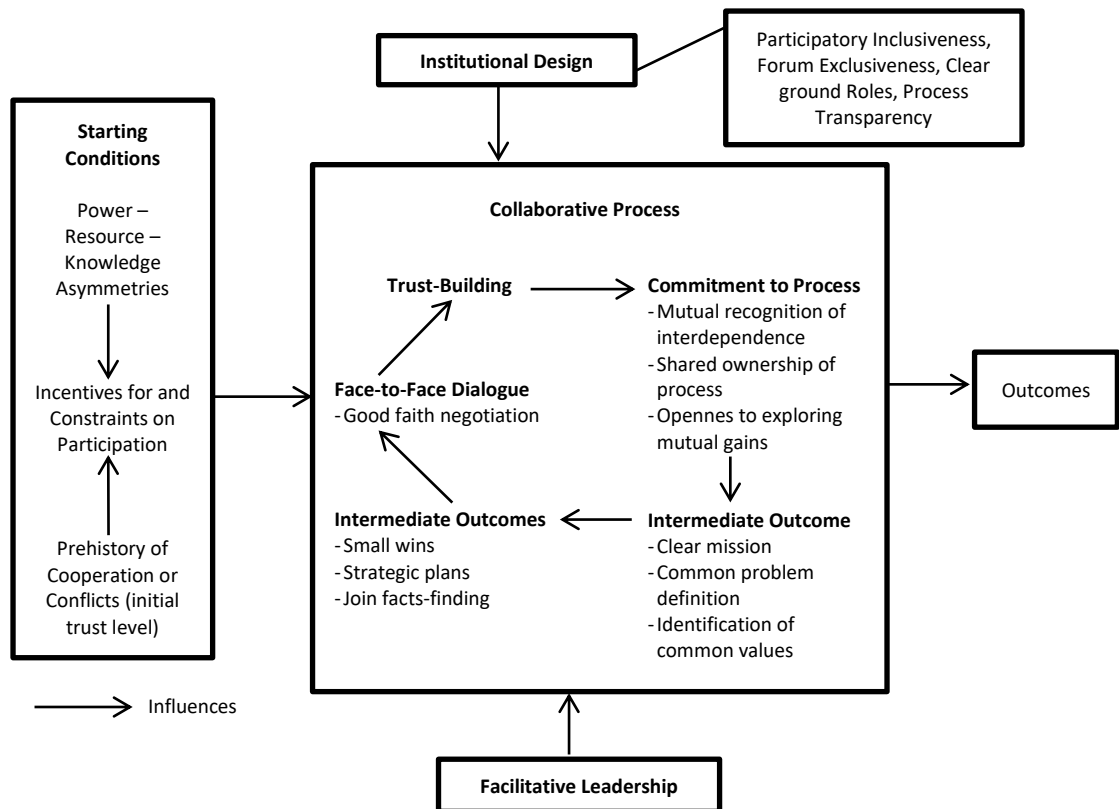 Institutional Design
Participatory Inclusiveness,
Forum Exclusiveness, Clear
ground Roles, Process
Transparency
Starting
Conditions
Power –
Resource –
Knowledge
Asymmetries
Incentives for and
Constraints on
Participation
Prehistory of
Cooperation or
Conflicts (initial
trust level)
Collaborative Process
Trust-Building
Commitment to Process
- Mutual recognition of
interdependence
- Shared ownership of
process
- Opennes to exploring
mutual gains
Face-to-Face Dialogue
- Good faith negotiation
Intermediate Outcomes
- Small wins
- Strategic plans
- Join facts-finding
Intermediate Outcome
- Clear mission
- Common problem
definition
- Identification of
common values
Outcomes
Influences
Facilitative Leadership